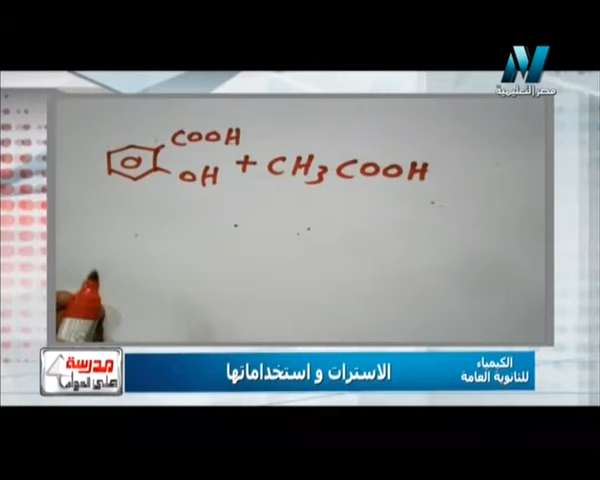 مصر التعليمية
COOH
OH + CH3COOH
الكيمياء
للثانوية العامة
الاسترات و استخداماتها
مدرسة
على الهواء